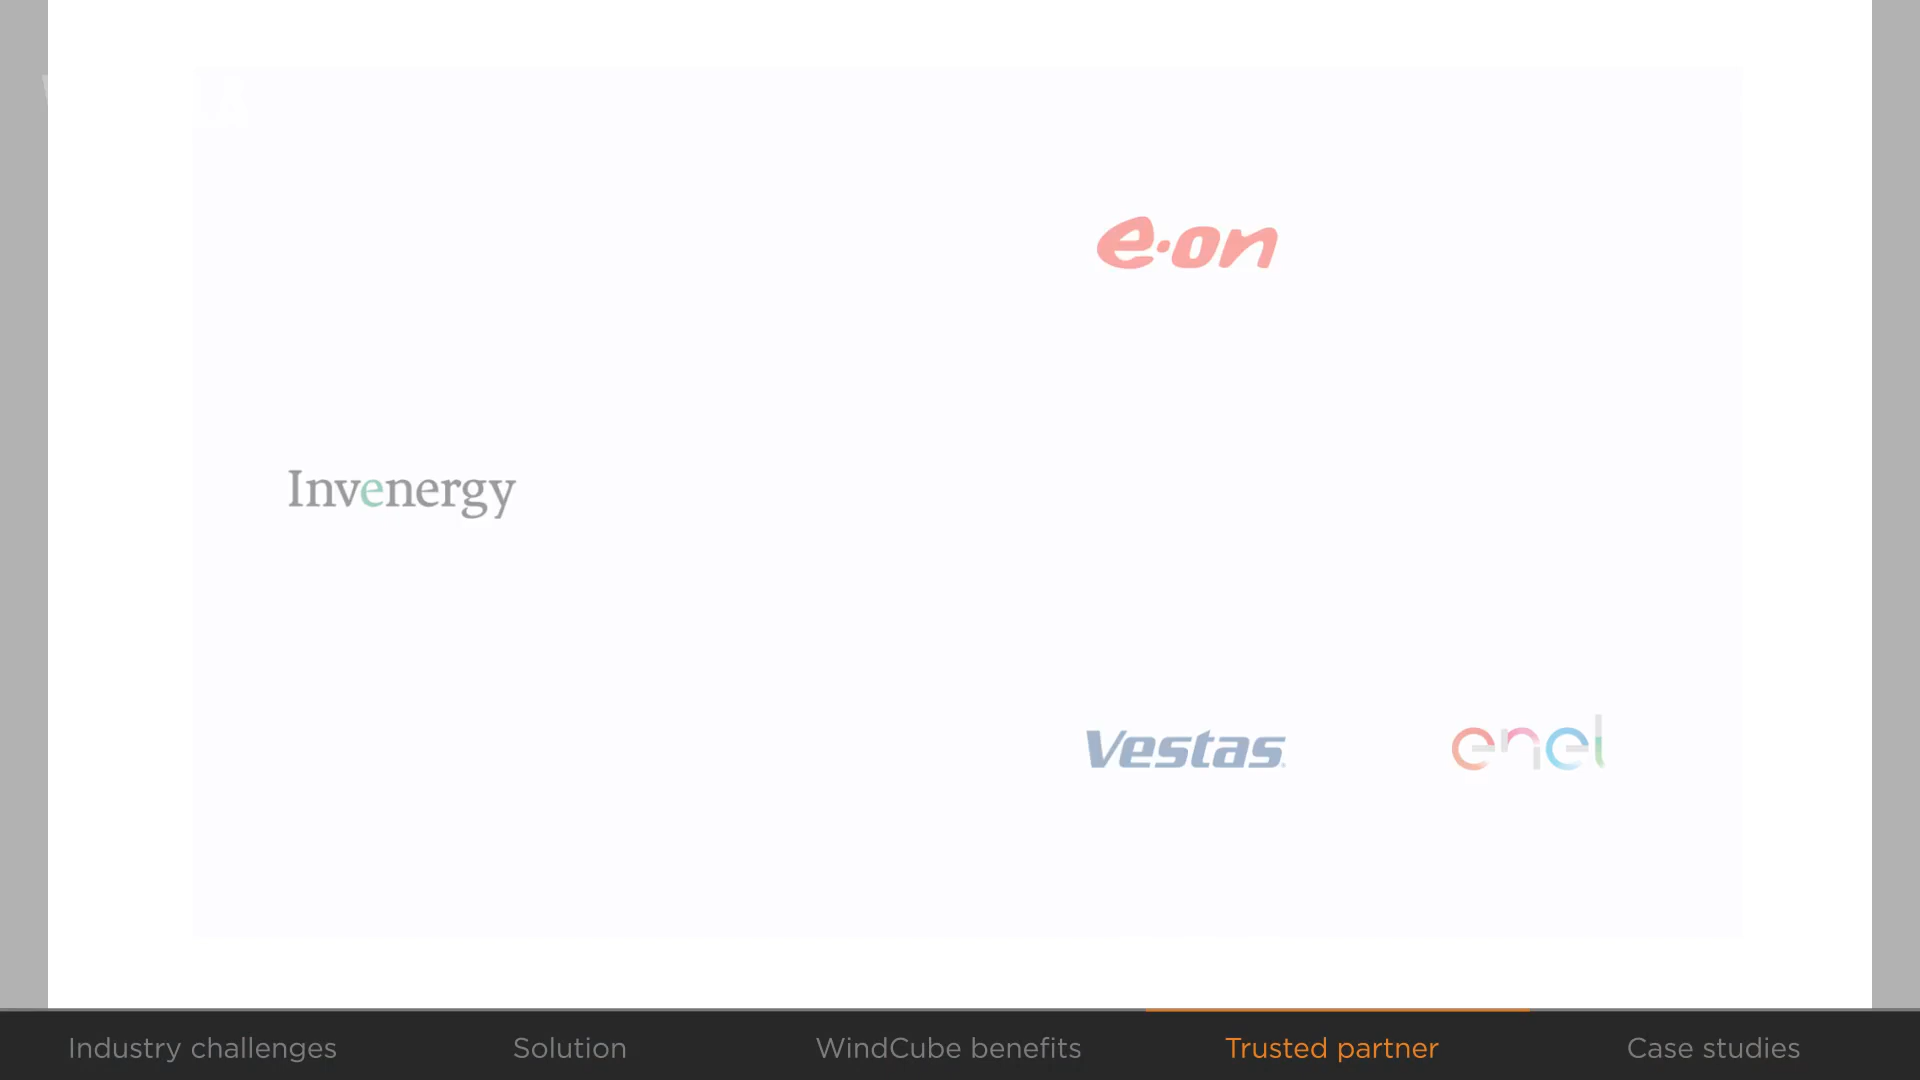 e·on
Invenergy
Vestas
enel
Industry challenges
Solution
WindCube benefits
Trusted partner
Case studies